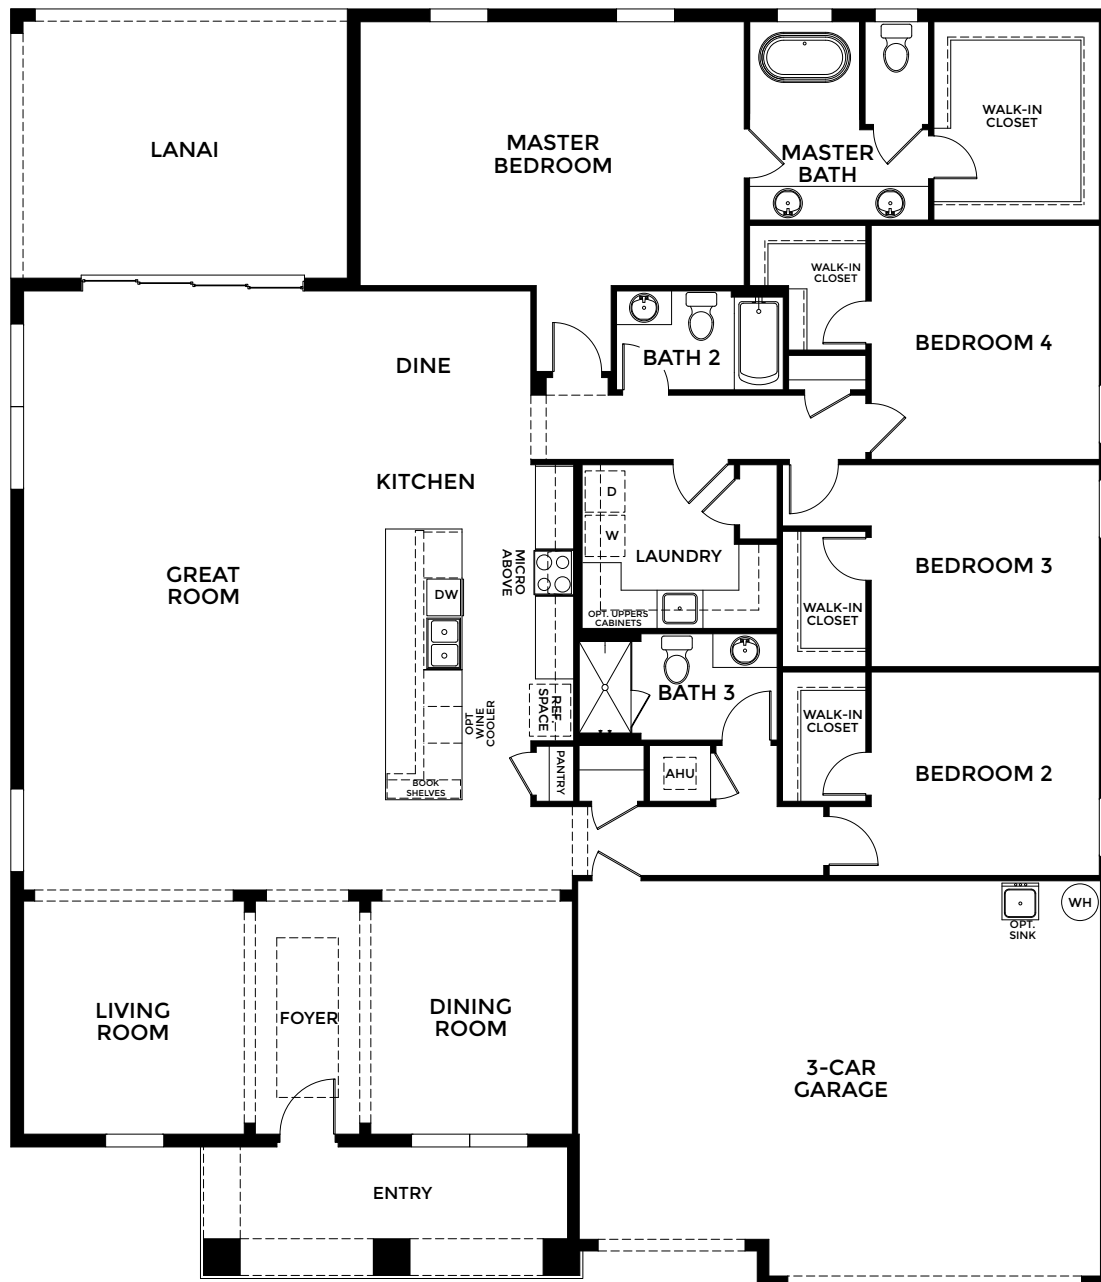 WALK-IN
CLOSET
LANAI
MASTER
BEDROOM
MASTER
BATH
WALK-IN
CLOSET
BEDROOM 4
BATH 2
DINE
KITCHEN
D
W
LAUNDRY
OPT. UPPERS
CABINETS
MICRO
ABOVE
BEDROOM 3
WALK-IN
CLOSET
GREAT
ROOM
DW
BATH 3
REF.
SPACE
OPT
WINE
COOLER
WALK-IN
CLOSET
BEDROOM 2
PANTRY
AHU
BOOK
SHELVES
WH
OPT.
SINK
LIVING
ROOM
FOYER
DINING
ROOM
3-CAR
GARAGE
ENTRY